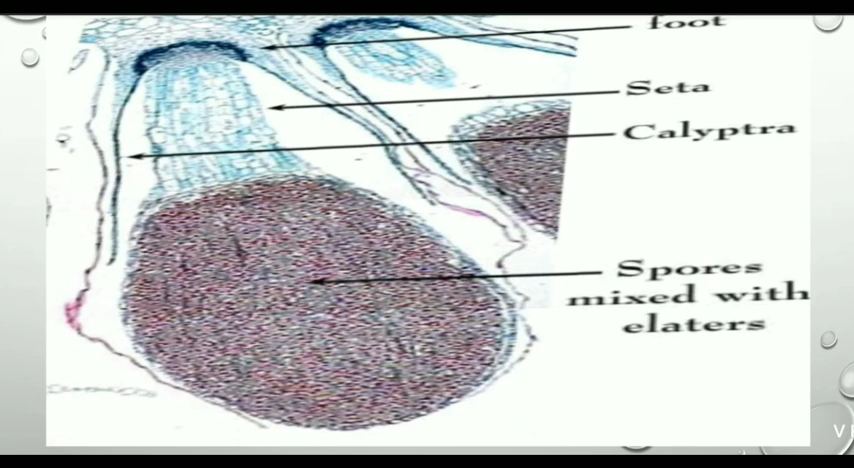 foot
Seta
Calyptra
Spores
mixed with
elaters